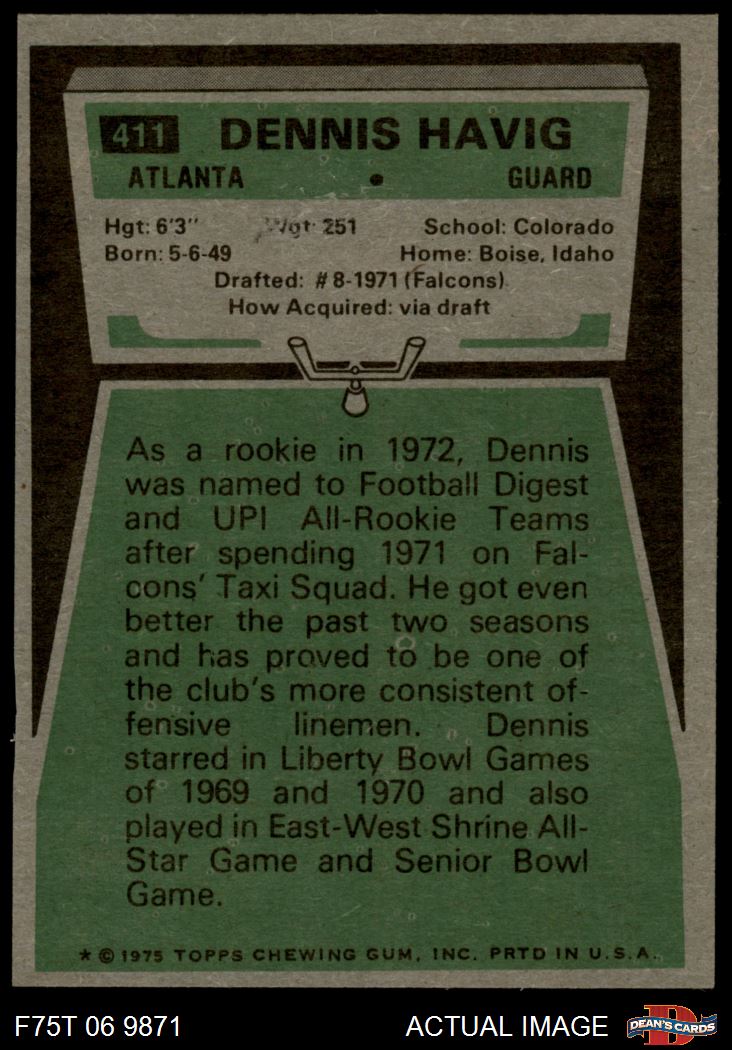 411 DENNIS HAVIG
ATLANTA • GUARD
Hgt: 6'3" Wgt: 251 School: Colorado
Born: 5-6-49 Home: Boise, Idaho
Drafted: #8-1971 (Falcons)
How Acquired: via draft
As a rookie in 1972, Dennis
was named to Football Digest
and UPI All-Rookie Teams
after spending 1971 on Fal-
cons' Taxi Squad. He got even
better the past two seasons
and has proved to be one of
the club's more consistent of-
fensive linemen. Dennis
starred in Liberty Bowl Games
of 1969 and 1970 and also
played in East-West Shrine All-
Star Game and Senior Bowl
Game.
* © 1975 TOPPS CHEWING GUM, INC. PRTD IN U.S.A.
F75T 06 9871 ACTUAL IMAGE DEAN'S CARDS